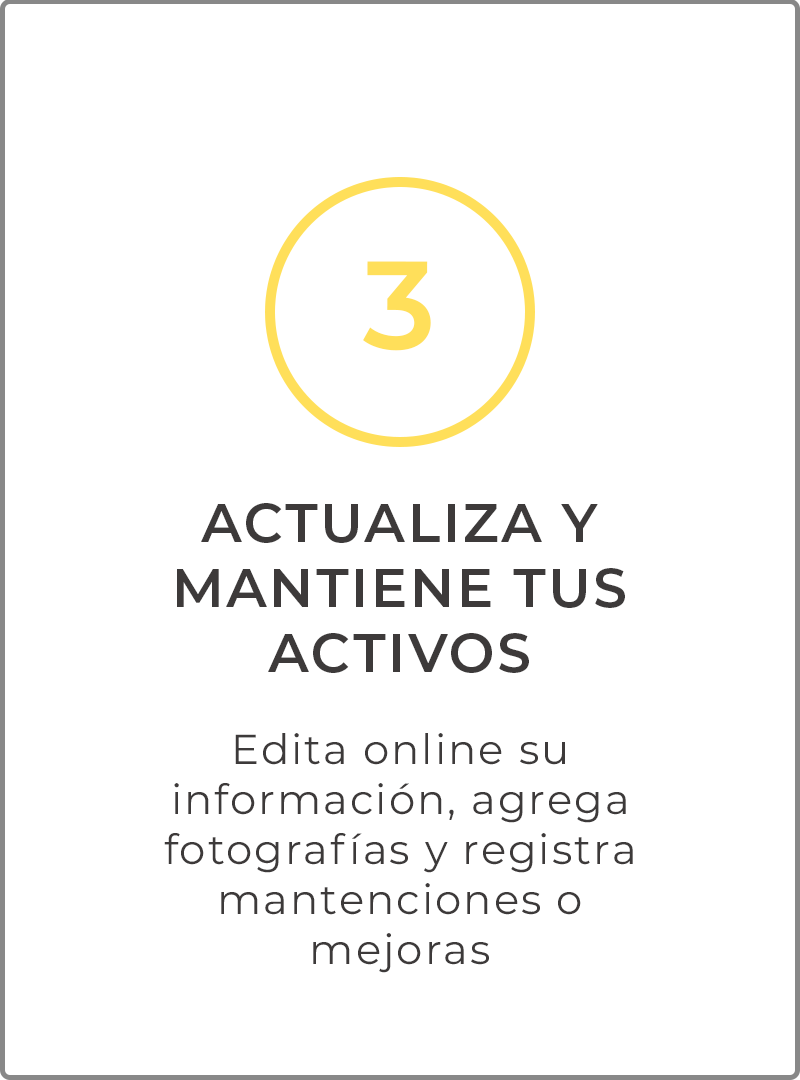 3
ACTUALIZA Y
MANTIENE TUS
ACTIVOS
Edita online su
información, agrega
fotografías y registra
mantenciones o
mejoras